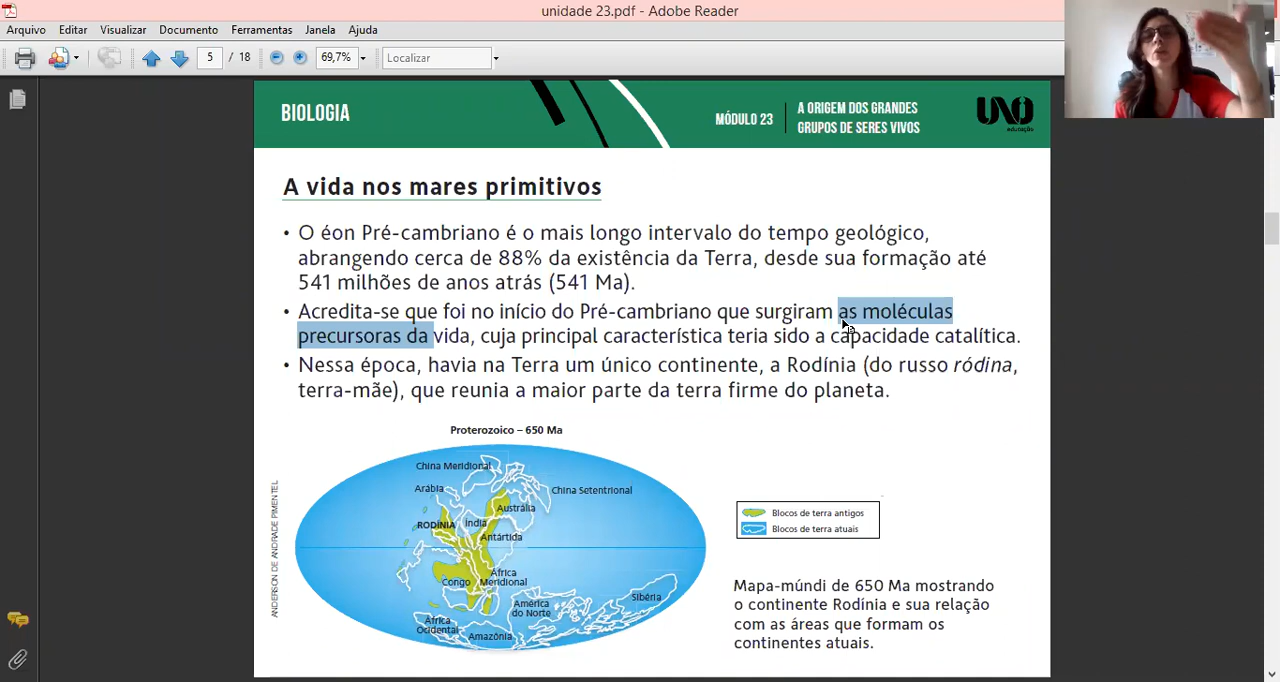 unidade 23.pdf - Adobe Reader
Arquivo Editar Visualizar Documento Ferramentas Janela Ajuda
5 / 18 69,7% Localizar
BIOLOGIA
MÓDULO 23
A ORIGEM DOS GRANDES
GRUPOS DE SERES VIVOS
UNO
educação
A vida nos mares primitivos
• O éon Pré-cambriano é o mais longo intervalo do tempo geológico,
abrangendo cerca de 88% da existência da Terra, desde sua formação até
541 milhões de anos atrás (541 Ma).
• Acredita-se que foi no início do Pré-cambriano que surgiram as moléculas
precursoras da vida, cuja principal característica teria sido a capacidade catalítica.
• Nessa época, havia na Terra um único continente, a Rodínia (do russo ródina,
terra-mãe), que reunia a maior parte da terra firme do planeta.
Proterozoico – 650 Ma
China Meridional
Arábia
China Setentrional
Austrália
RODÍNIA
Índia
Antártida
África
Meridional
Congo
América
do Norte
Sibéria
África
Ocidental
Amazônia
ANDERSON DE ANDRADE PIMENTEL
Blocos de terra antigos
Blocos de terra atuais
Mapa-múndi de 650 Ma mostrando
o continente Rodínia e sua relação
com as áreas que formam os
continentes atuais.